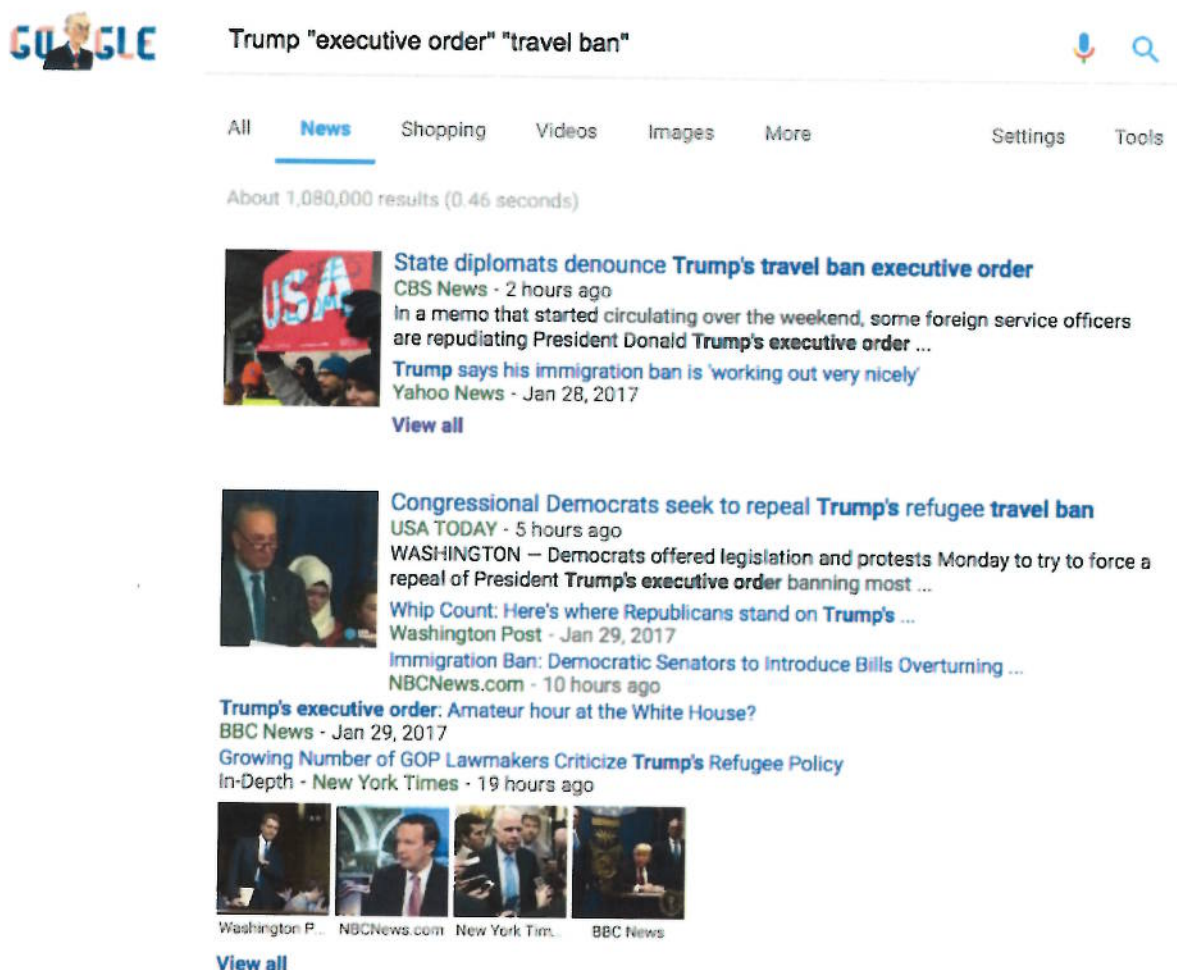 GO GLE
Trump "executive order" "travel ban"
All News Shopping Videos Images More Settings Tools
About 1,080,000 results (0.46 seconds)
USA
State diplomats denounce Trump's travel ban executive order
CBS News - 2 hours ago
In a memo that started circulating over the weekend, some foreign service officers
are repudiating President Donald Trump's executive order ...
Trump says his immigration ban is 'working out very nicely'
Yahoo News - Jan 28, 2017
View all
Congressional Democrats seek to repeal Trump's refugee travel ban
USA TODAY - 5 hours ago
WASHINGTON — Democrats offered legislation and protests Monday to try to force a
repeal of President Trump's executive order banning most ...
Whip Count: Here's where Republicans stand on Trump's ...
Washington Post - Jan 29, 2017
Immigration Ban: Democratic Senators to Introduce Bills Overturning ...
NBCNews.com - 10 hours ago
Trump's executive order: Amateur hour at the White House?
BBC News - Jan 29, 2017
Growing Number of GOP Lawmakers Criticize Trump's Refugee Policy
In-Depth - New York Times - 19 hours ago
Washington P... NBCNews.com New York Tim... BBC News
View all